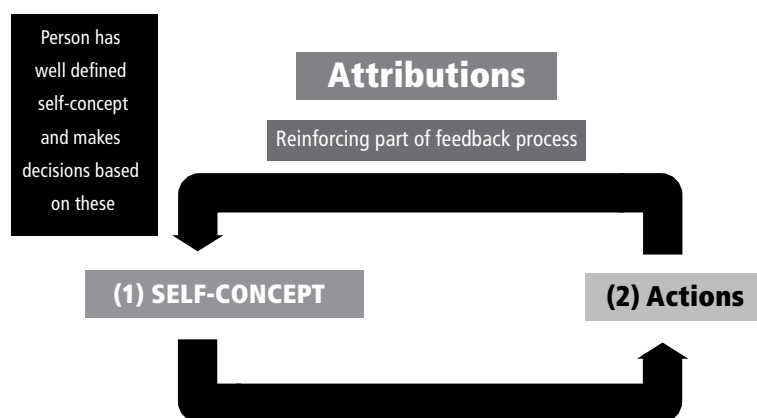 Person has
well defined
self-concept
and makes
decisions based
on these
Attributions
Reinforcing part of feedback process
(1) SELF-CONCEPT
(2) Actions